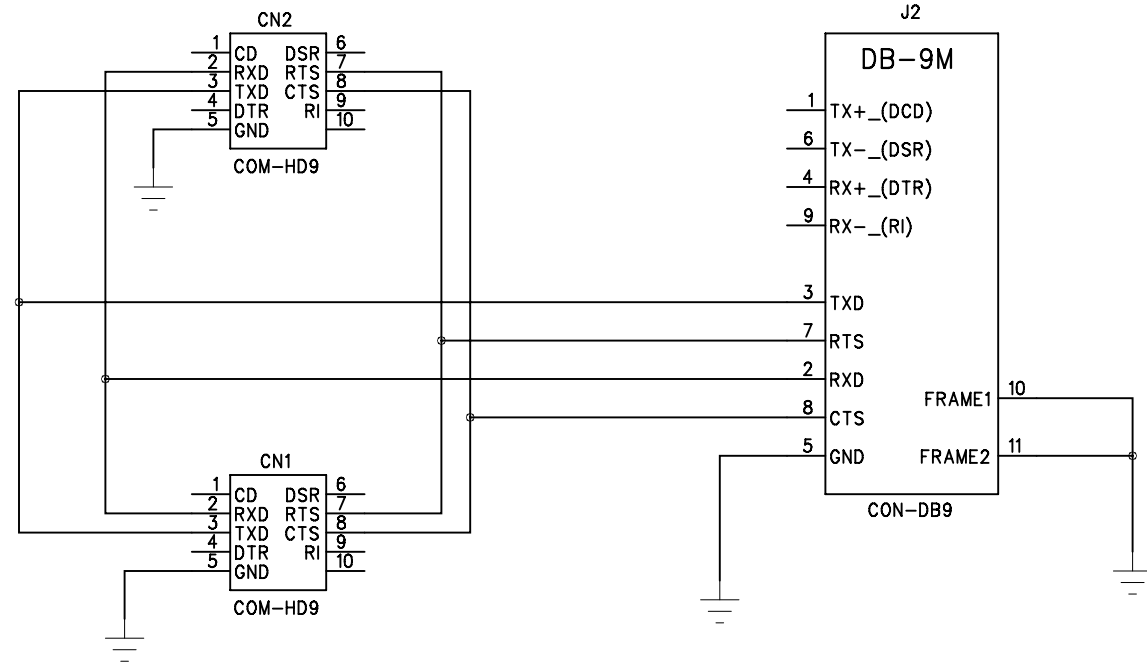 CN2
1 CD DSR 6
2 RXD RTS 7
3 TXD CTS 8
4 DTR RI 9
5 GND 10
COM-HD9
J2
DB-9M
1 TX+_(DCD)
6 TX-_(DSR)
4 RX+_(DTR)
9 RX-_(RI)
3 TXD
7 RTS
2 RXD
FRAME1 10
8 CTS
5 GND FRAME2 11
CON-DB9
CN1
1 CD DSR 6
2 RXD RTS 7
3 TXD CTS 8
4 DTR RI 9
5 GND 10
COM-HD9